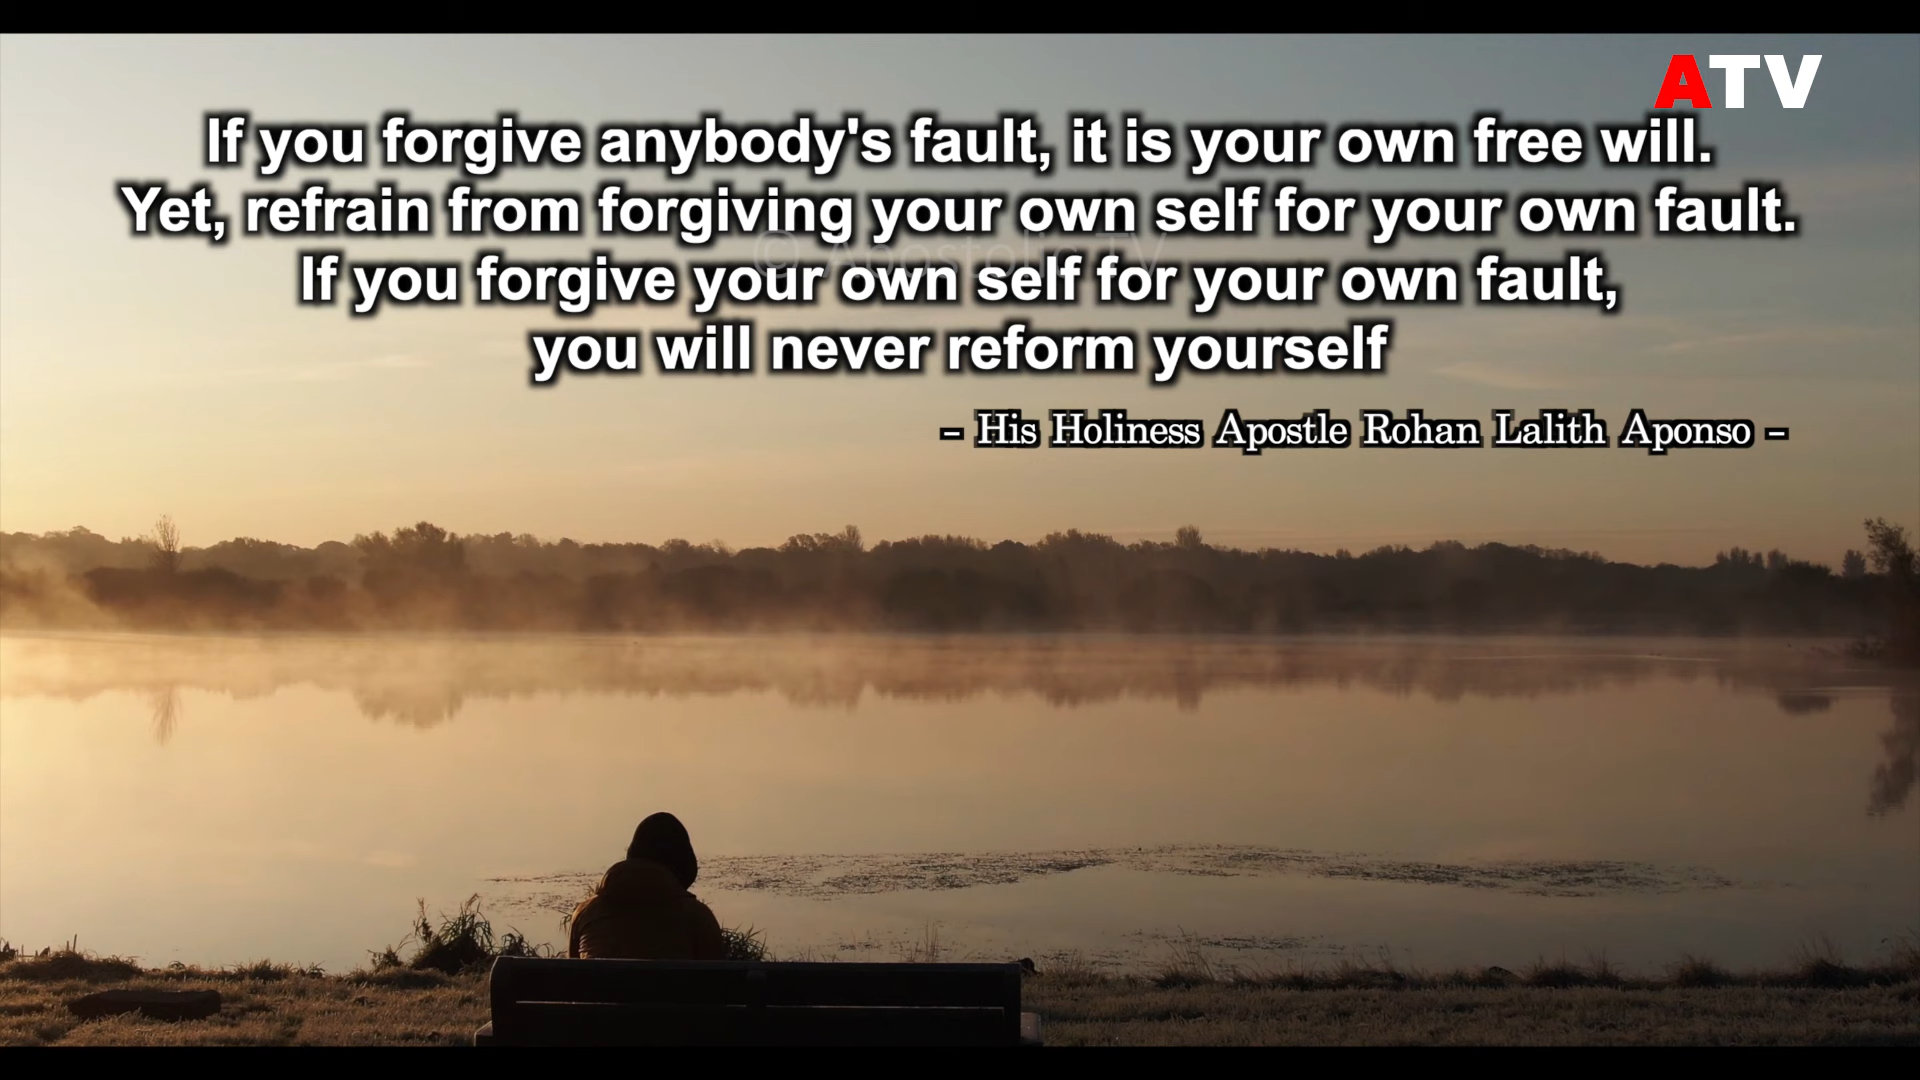 ATV
If you forgive anybody's fault, it is your own free will.
Yet, refrain from forgiving your own self for your own fault.
© Apostolic TV
If you forgive your own self for your own fault,
you will never reform yourself
- His Holiness Apostle Rohan Lalith Aponso -